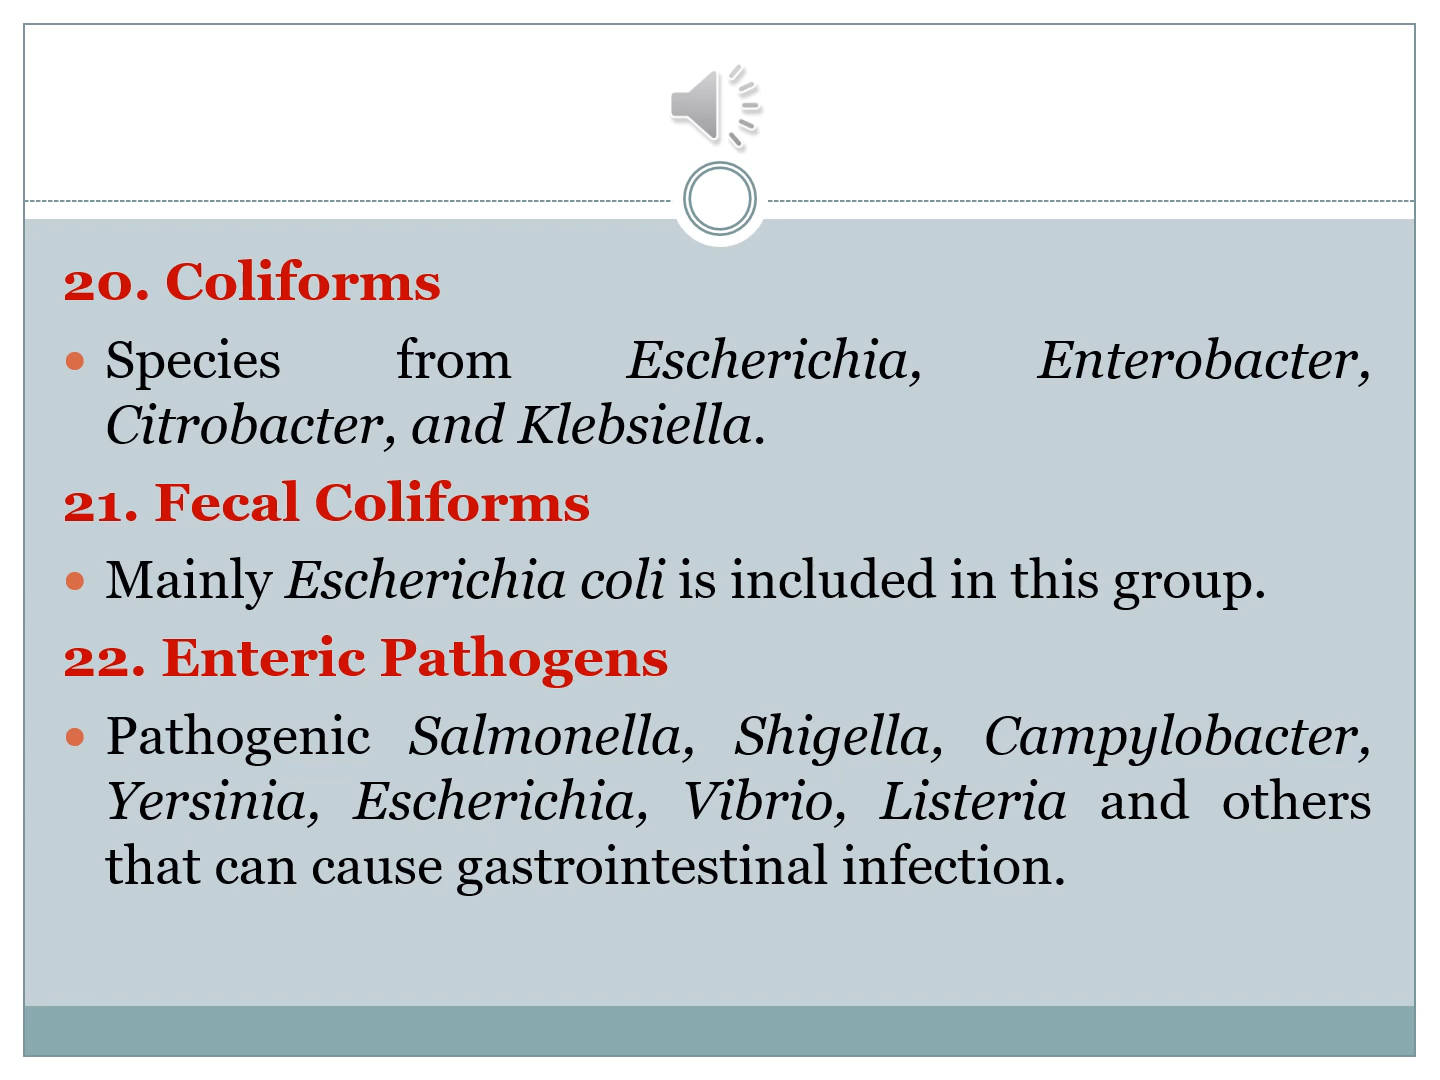 20. Coliforms
• Species from Escherichia, Enterobacter,
Citrobacter, and Klebsiella.
21. Fecal Coliforms
• Mainly Escherichia coli is included in this group.
22. Enteric Pathogens
• Pathogenic Salmonella, Shigella, Campylobacter,
Yersinia, Escherichia, Vibrio, Listeria and others
that can cause gastrointestinal infection.